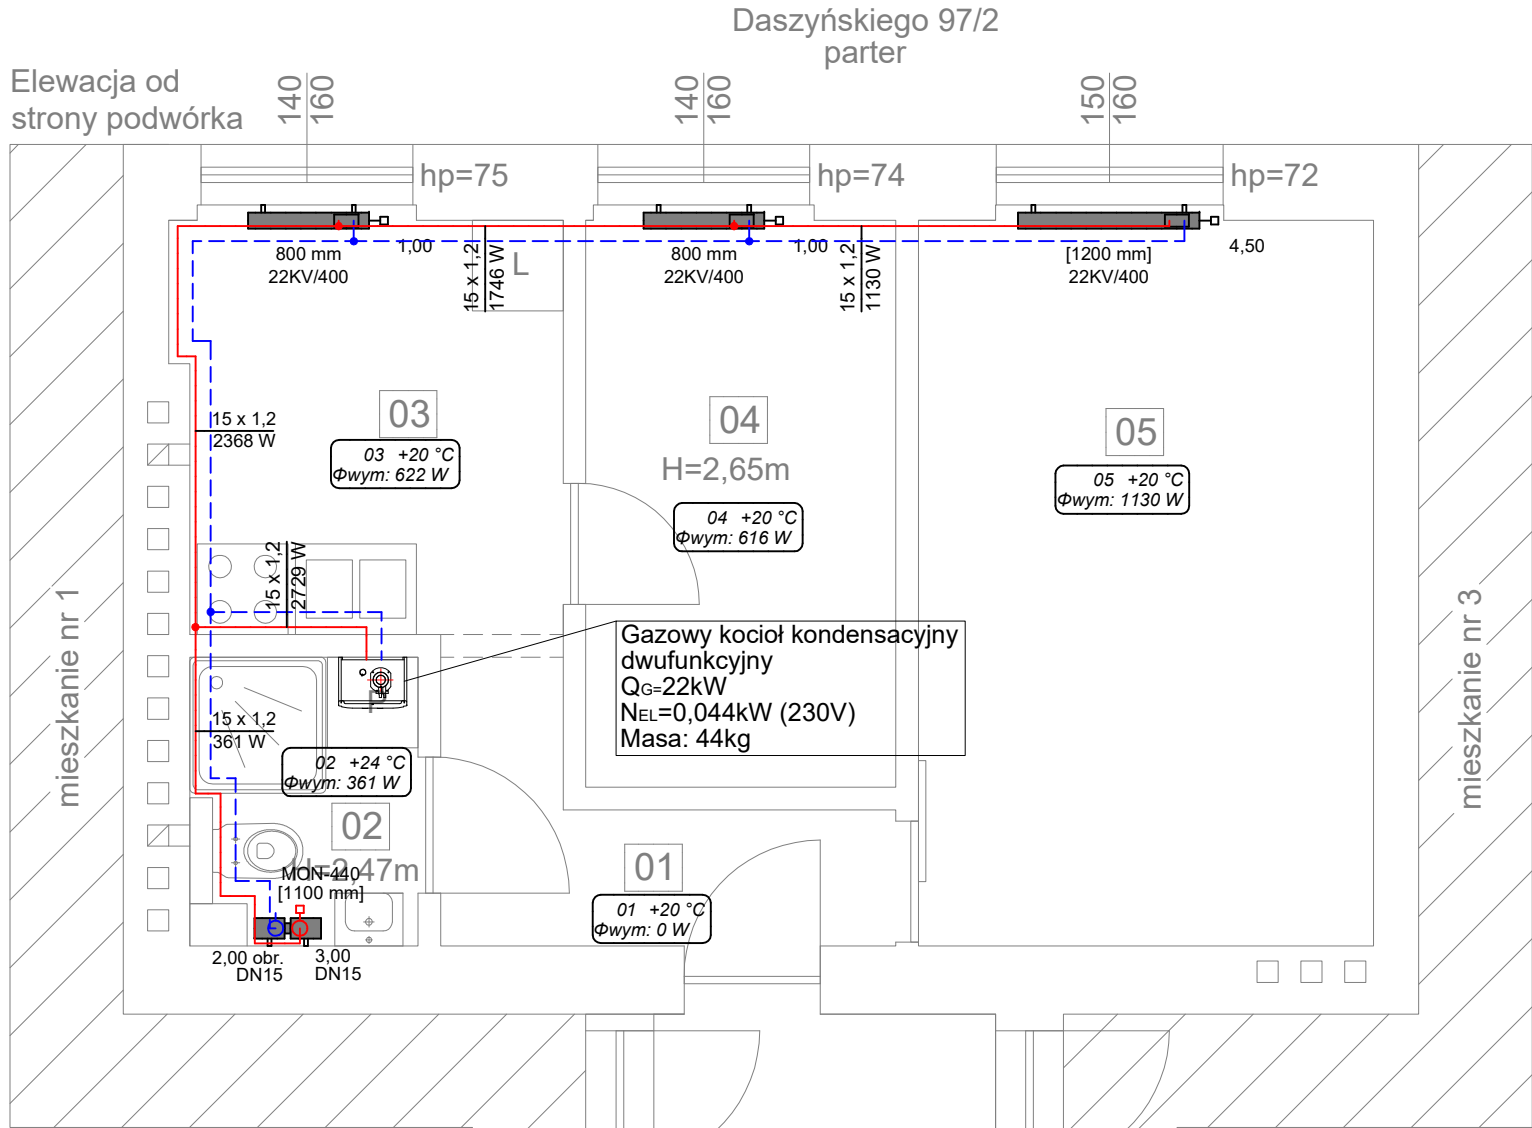 Daszyńskiego 97/2
parter
Elewacja od
strony podwórka
140
160
140
160
150
160
hp=75
hp=74
hp=72
800 mm
22KV/400
1,00
15 x 1,2
1746 W
L
800 mm
22KV/400
1,00
15 x 1,2
1130 W
[1200 mm]
22KV/400
4,50
15 x 1,2
2368 W
03
03 +20 °C
Φwym: 622 W
04
H=2,65m
04 +20 °C
Φwym: 616 W
05
05 +20 °C
Φwym: 1130 W
15 x 1,2
2729 W
mieszkanie nr 1
mieszkanie nr 3
Gazowy kocioł kondensacyjny
dwufunkcyjny
QG=22kW
NEL=0,044kW (230V)
Masa: 44kg
15 x 1,2
361 W
02 +24 °C
Φwym: 361 W
02
H=2,47m
MON-440
[1100 mm]
01
01 +20 °C
Φwym: 0 W
2,00 obr.
DN15
3,00
DN15